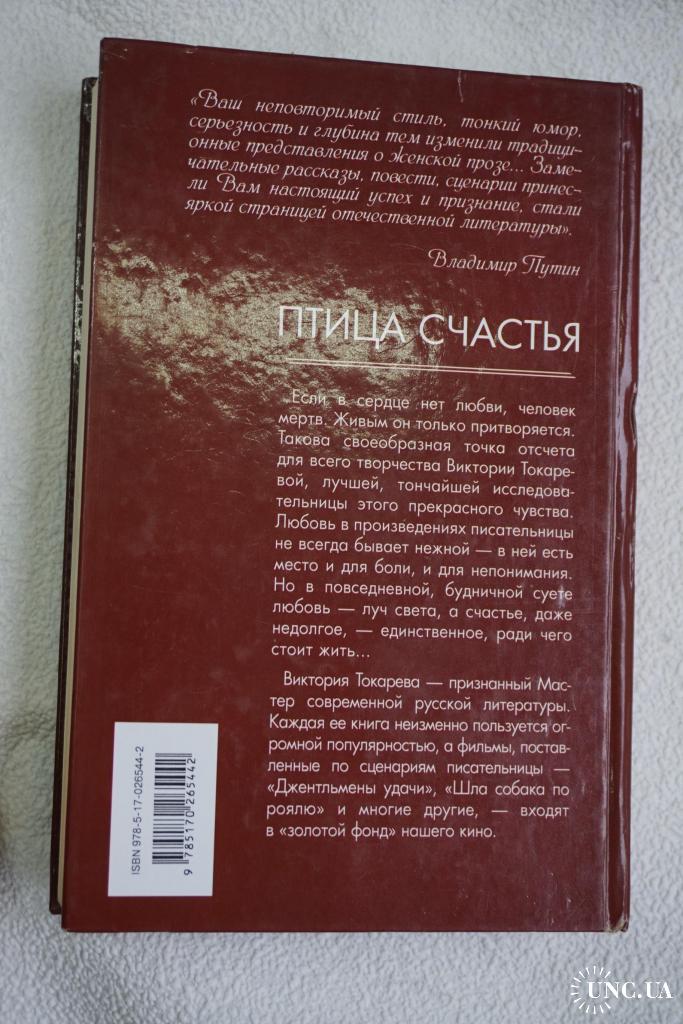 «Ваш неповторимый стиль, тонкий юмор,
серьезность и глубина тем изменили традици-
онные представления о женской прозе... Заме-
чательные рассказы, повести, сценарии принес-
ли Вам настоящий успех и признание, стали
яркой страницей отечественной литературы».
Владимир Путин
ПТИЦА СЧАСТЬЯ
Если в сердце нет любви, человек
мертв. Живым он только притворяется.
Такова своеобразная точка отсчета
для всего творчества Виктории Токаре-
вой, лучшей, тончайшей исследова-
тельницы этого прекрасного чувства.
Любовь в произведениях писательницы
не всегда бывает нежной — в ней есть
место и для боли, и для непонимания.
Но в повседневной, будничной суете
любовь — луч света, а счастье, даже
недолгое, — единственное, ради чего
стоит жить...
Виктория Токарева — признанный Мас-
тер современной русской литературы.
Каждая ее книга неизменно пользуется ог-
ромной популярностью, а фильмы, постав-
ленные по сценариям писательницы —
«Джентльмены удачи», «Шла собака по
роялю» и многие другие, — входят
в «золотой фонд» нашего кино.
ISBN 978-5-17-026544-2
9 785170 265442
UNC.UA